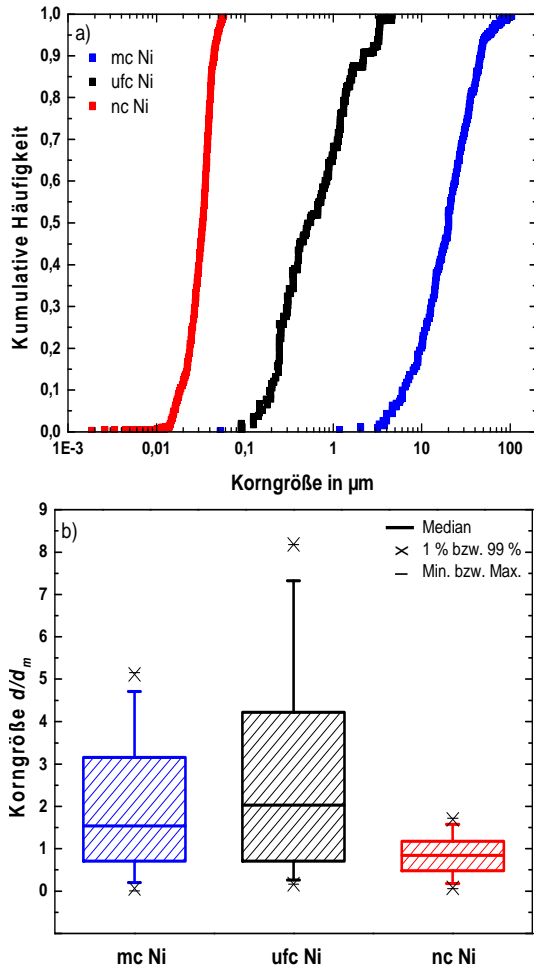 a)
mc Ni
ufc Ni
nc Ni
1,0
0,9
0,8
0,7
0,6
0,5
0,4
0,3
0,2
0,1
0,0
Kumulative Häufigkeit
1E-3 0,01 0,1 1 10 100
Korngröße in µm
b)
Median
1 % bzw. 99 %
Min. bzw. Max.
9
8
7
6
5
4
3
2
1
0
Korngröße d/dm
mc Ni ufc Ni nc Ni